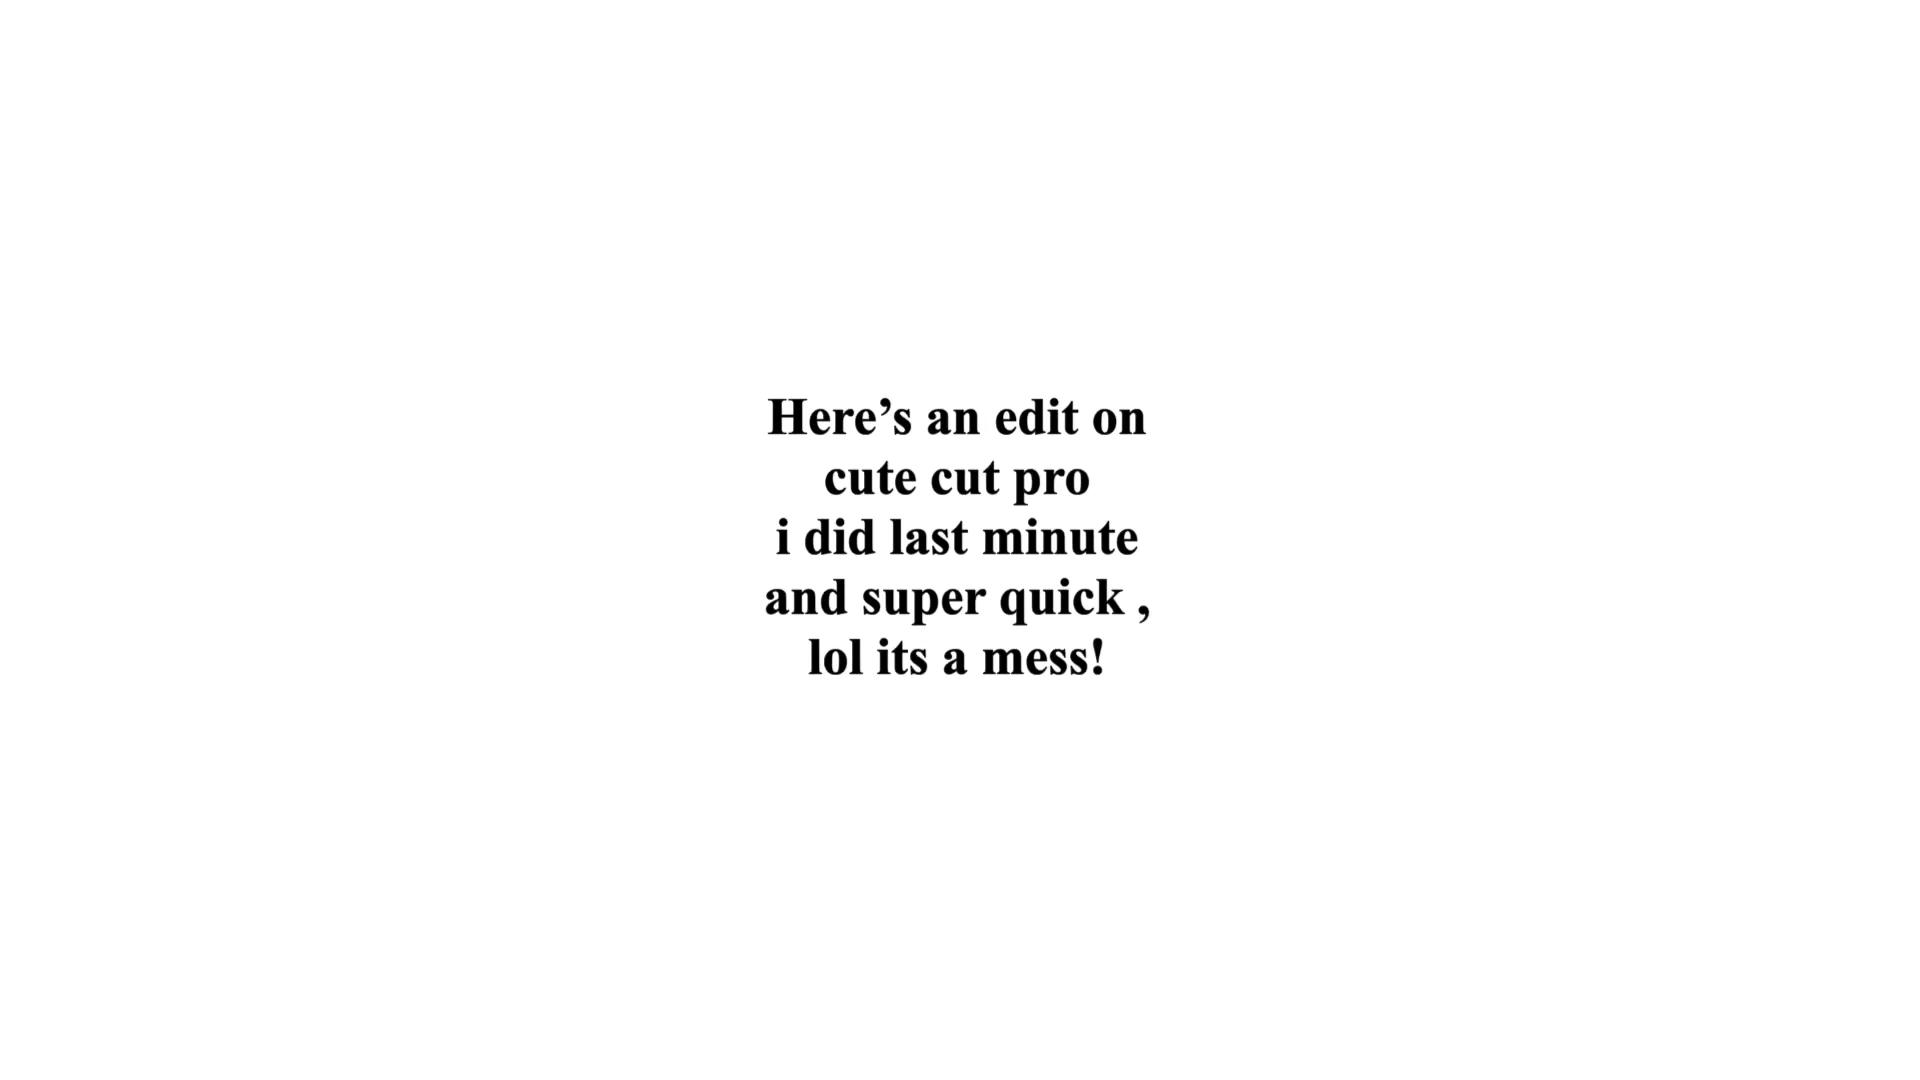 Here’s an edit on
cute cut pro
i did last minute
and super quick ,
lol its a mess!